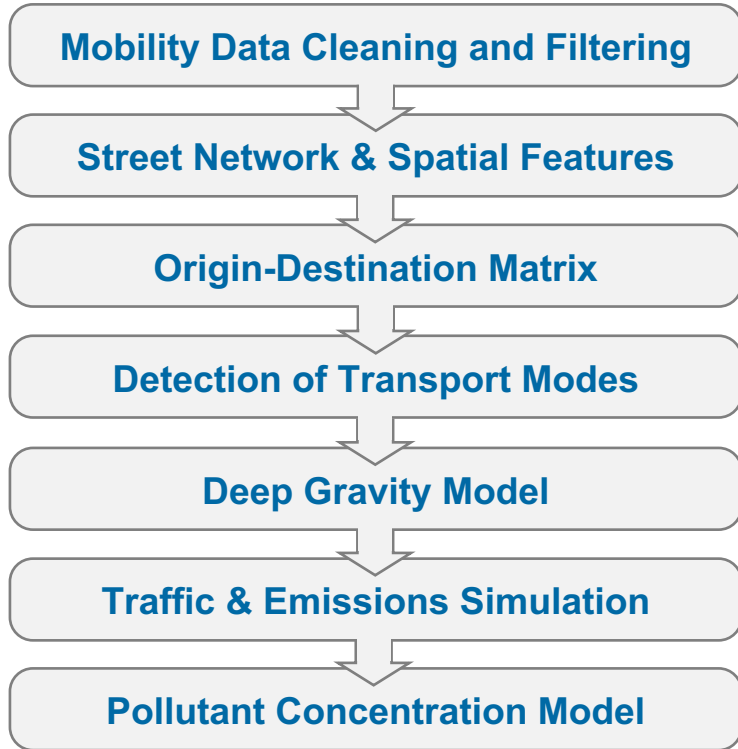 Mobility Data Cleaning and Filtering
Street Network & Spatial Features
Origin-Destination Matrix
Detection of Transport Modes
Deep Gravity Model
Traffic & Emissions Simulation
Pollutant Concentration Model